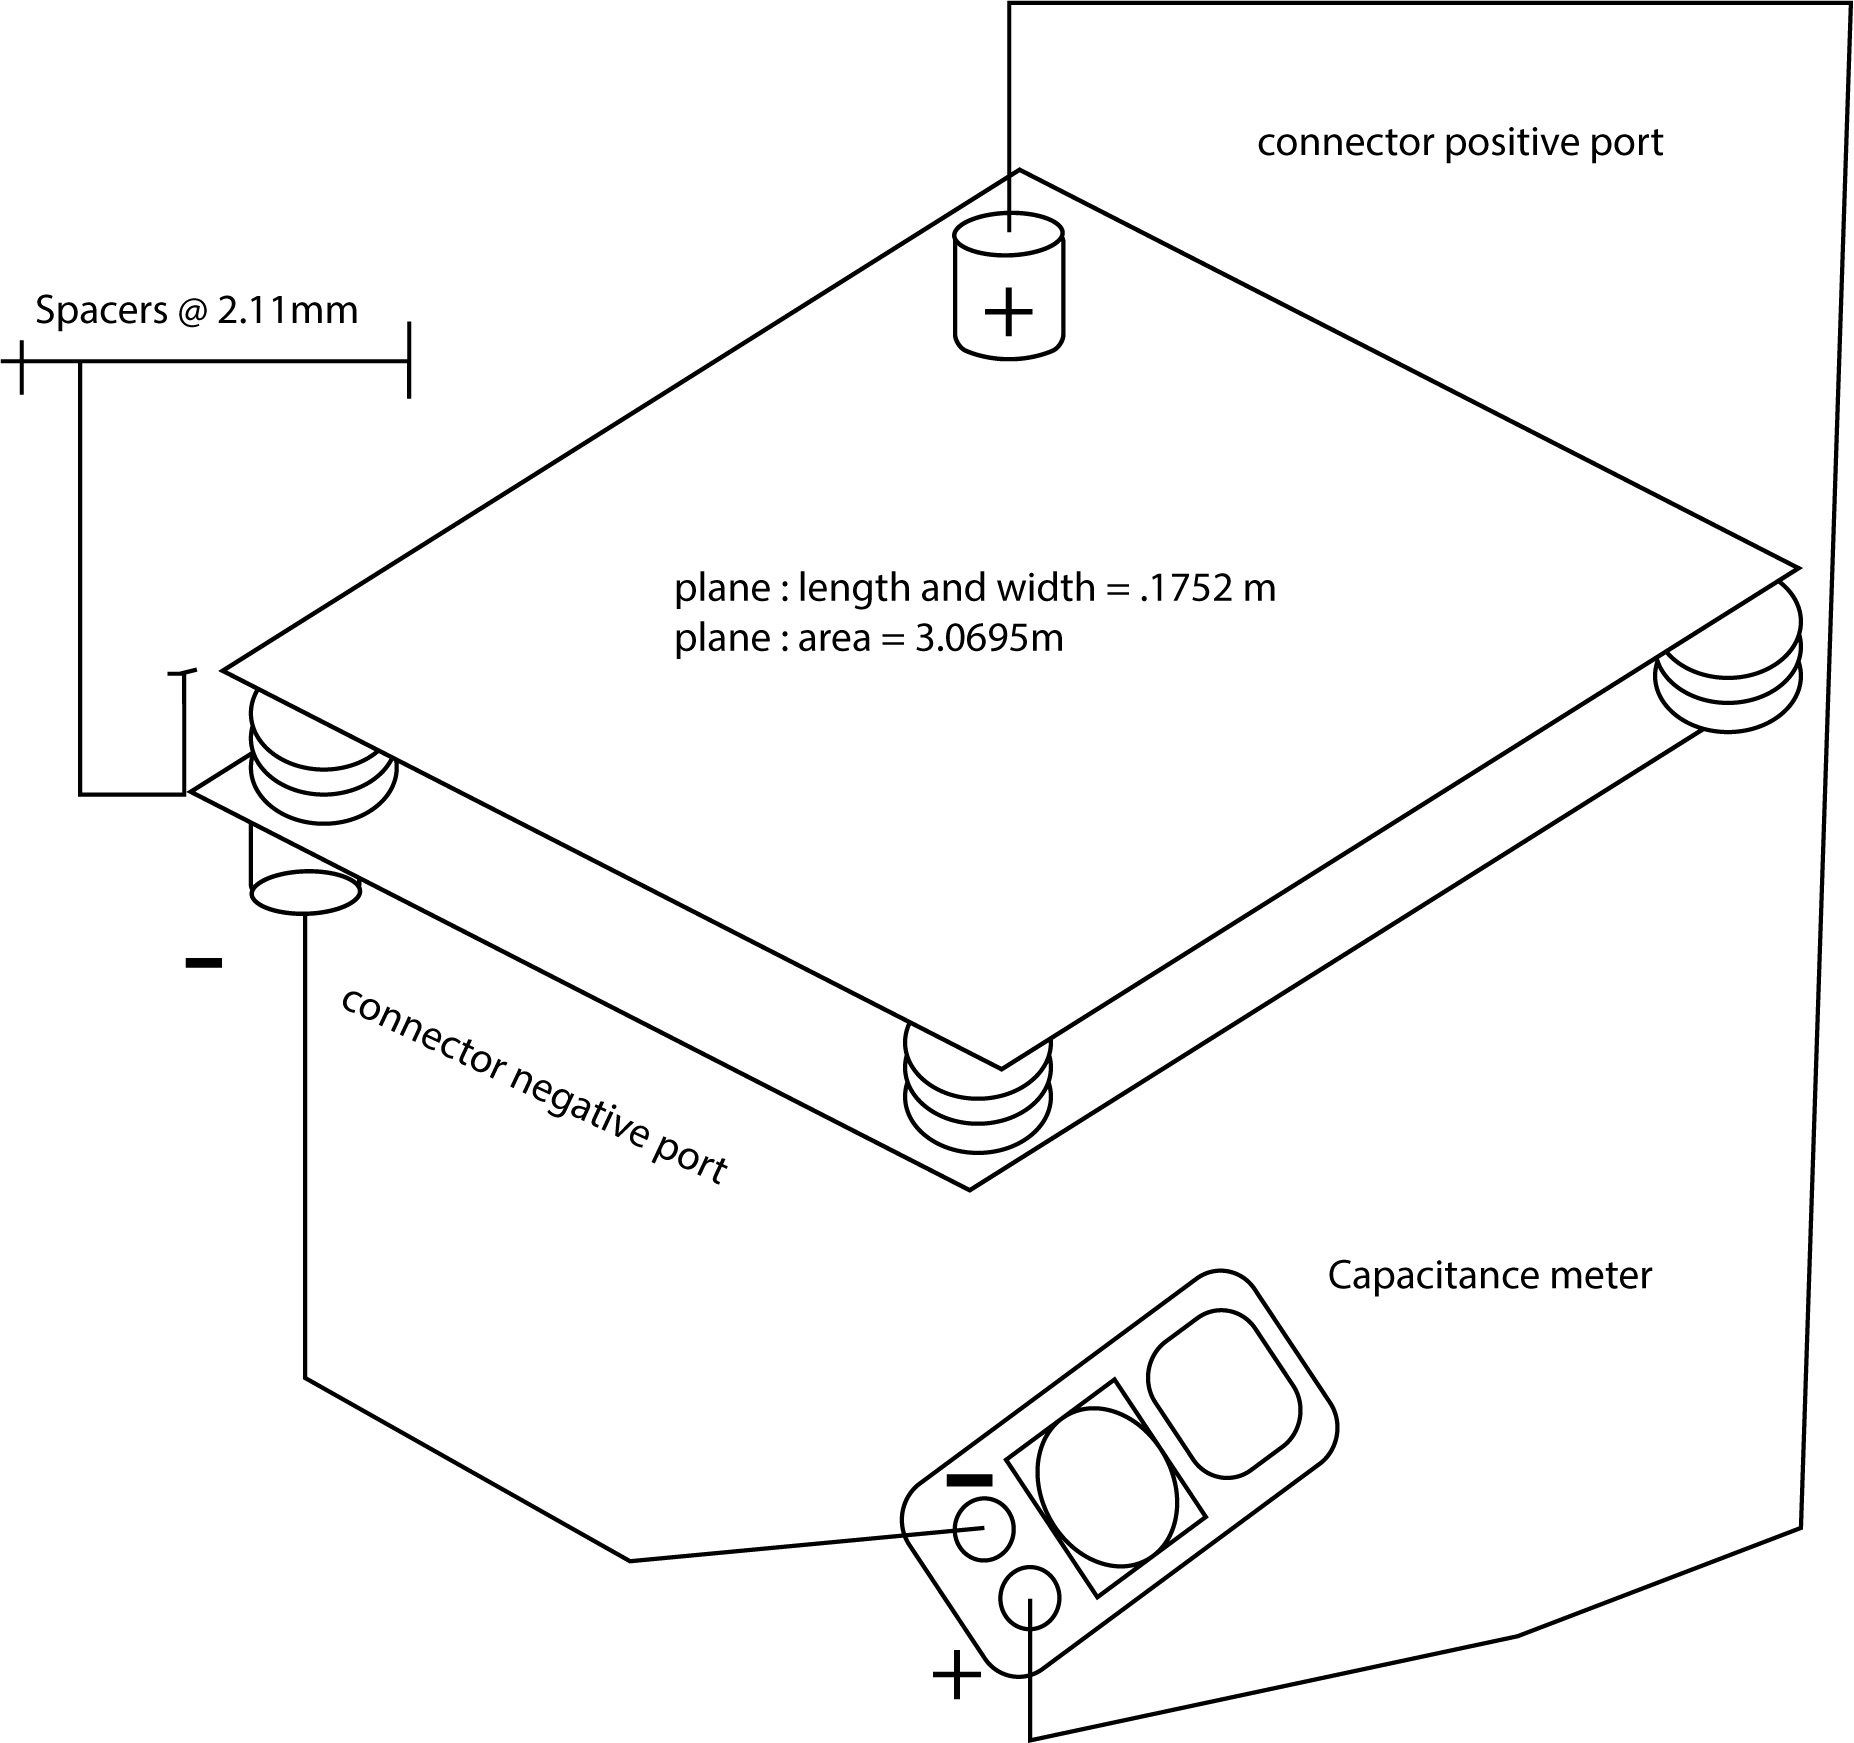 connector positive port
Spacers @ 2.11mm
+
plane : length and width = .1752 m
plane : area = 3.0695m
-
connector negative port
Capacitance meter
-
+